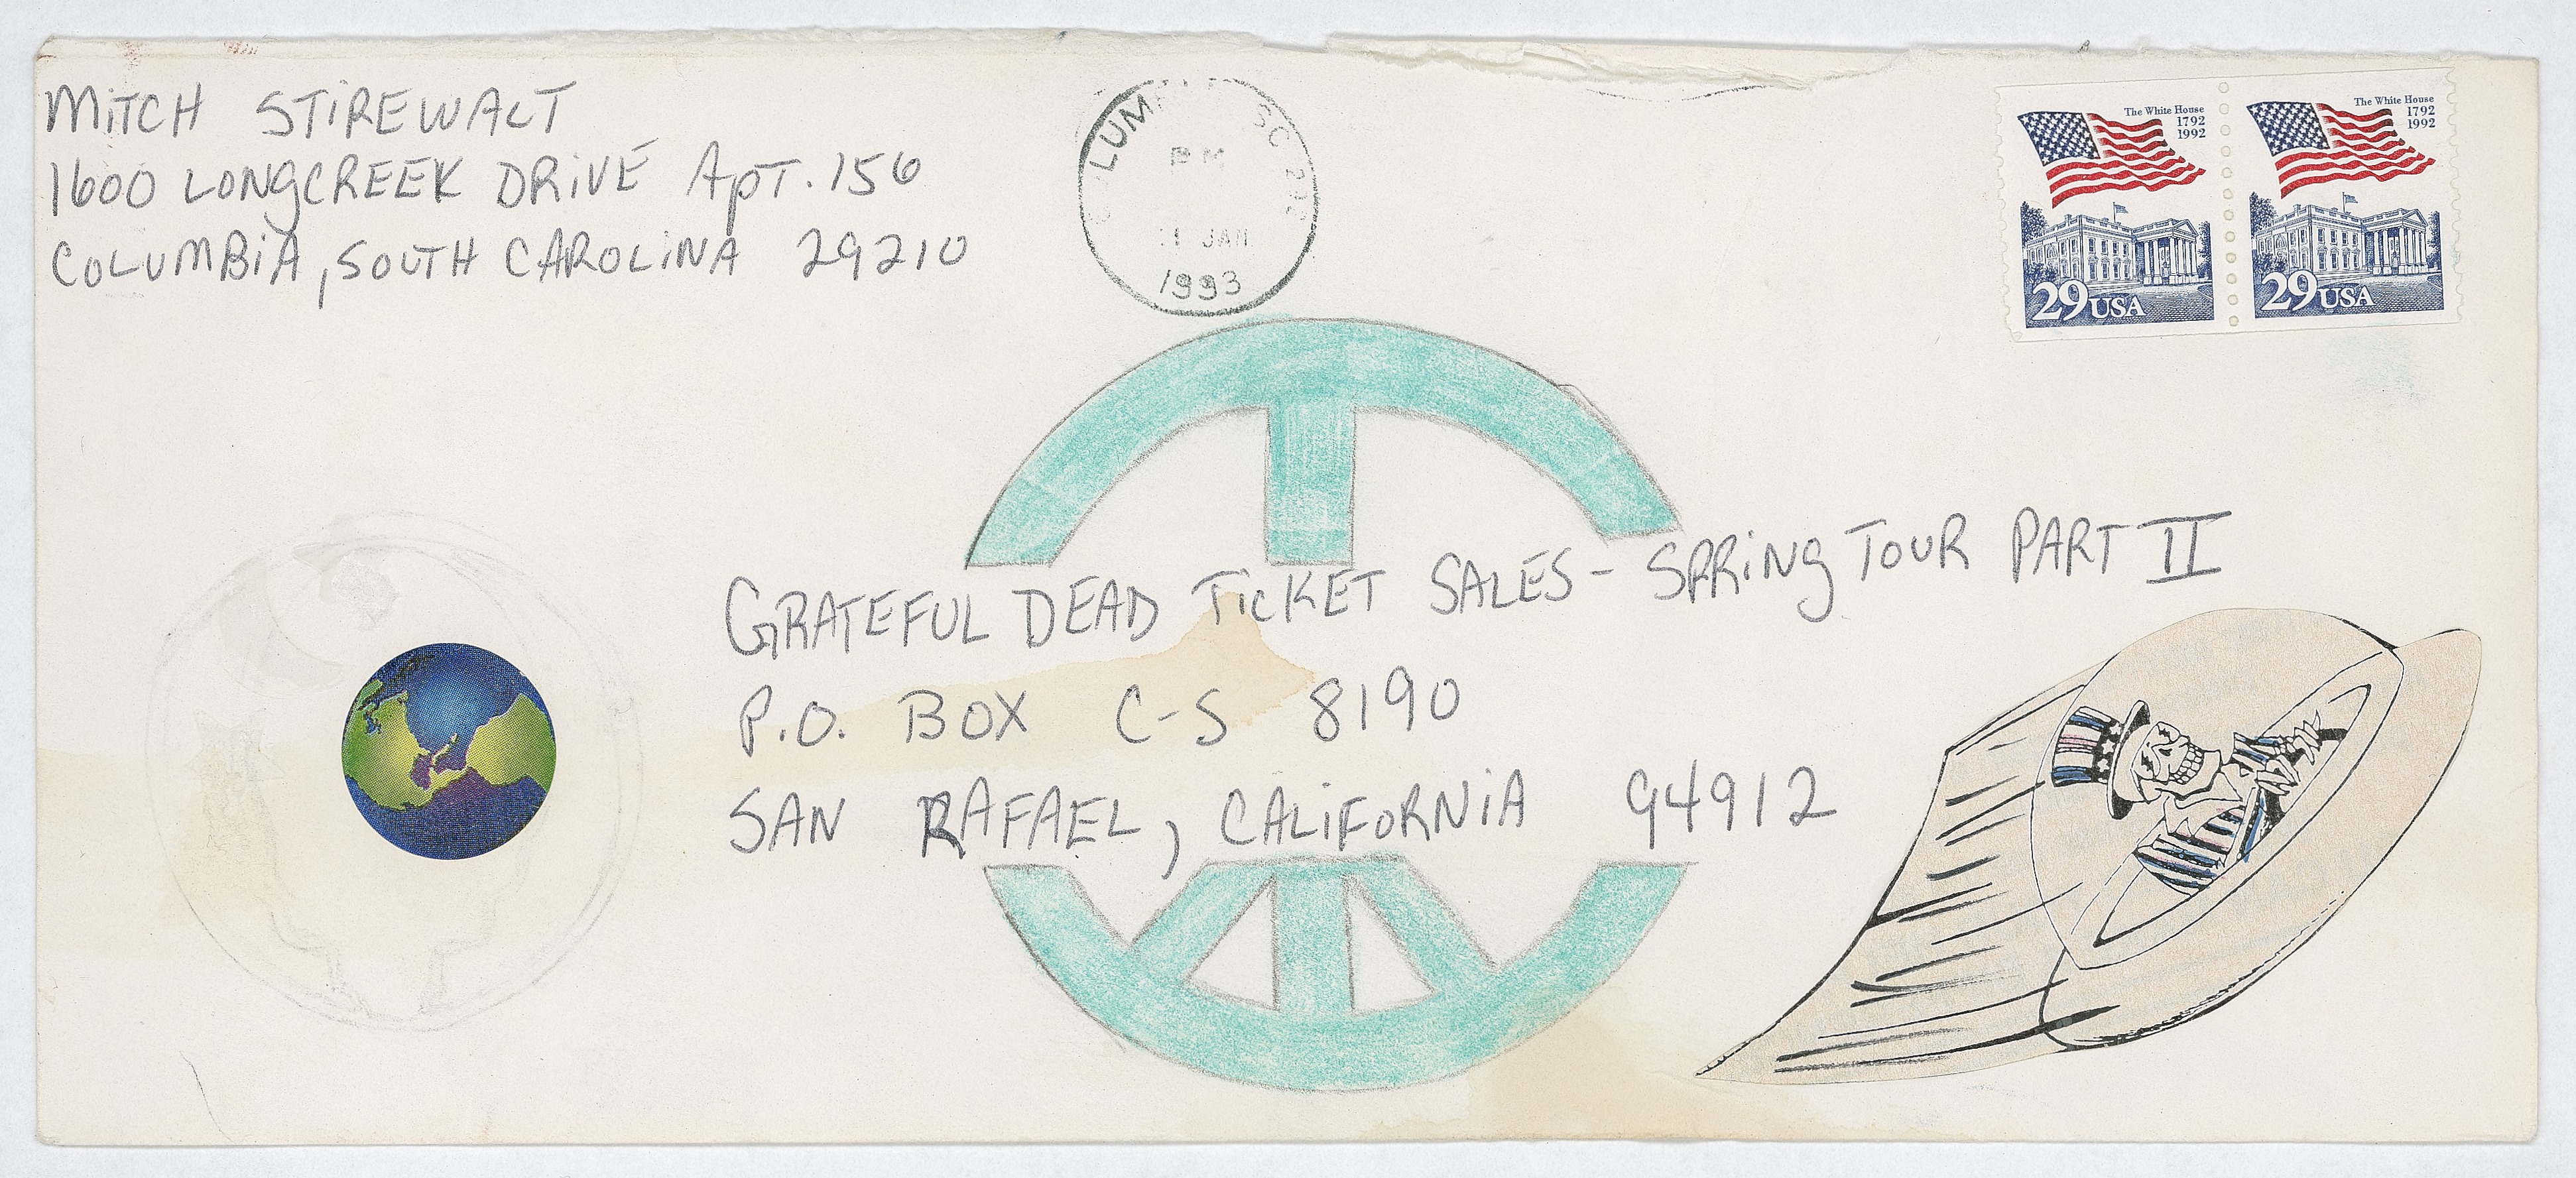 MITCH STIREWALT
1600 LONGCREEK DRIVE APT. 156
COLUMBIA, SOUTH CAROLINA 29210
PM
JAN
1993
The White House
1792
1992
29 USA
The White House
1792
1992
29 USA
GRATEFUL DEAD TICKET SALES - SPRING TOUR PART II
P.O. BOX C-S 8190
SAN RAFAEL, CALIFORNIA 94912